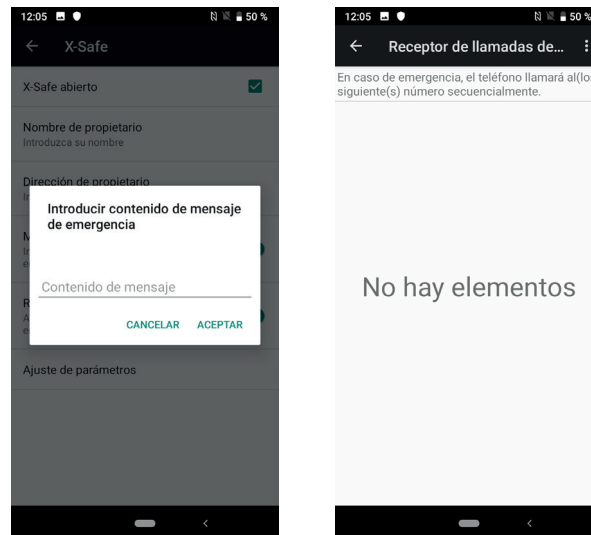 12:05 50 %
X-Safe
X-Safe abierto
Nombre de propietario
Introduzca su nombre
Dirección de propietario
Introducir contenido de mensaje
de emergencia
Contenido de mensaje
CANCELAR ACEPTAR
Ajuste de parámetros
12:05 50 %
Receptor de llamadas de...
En caso de emergencia, el teléfono llamará al(los
siguiente(s) número secuencialmente.
No hay elementos